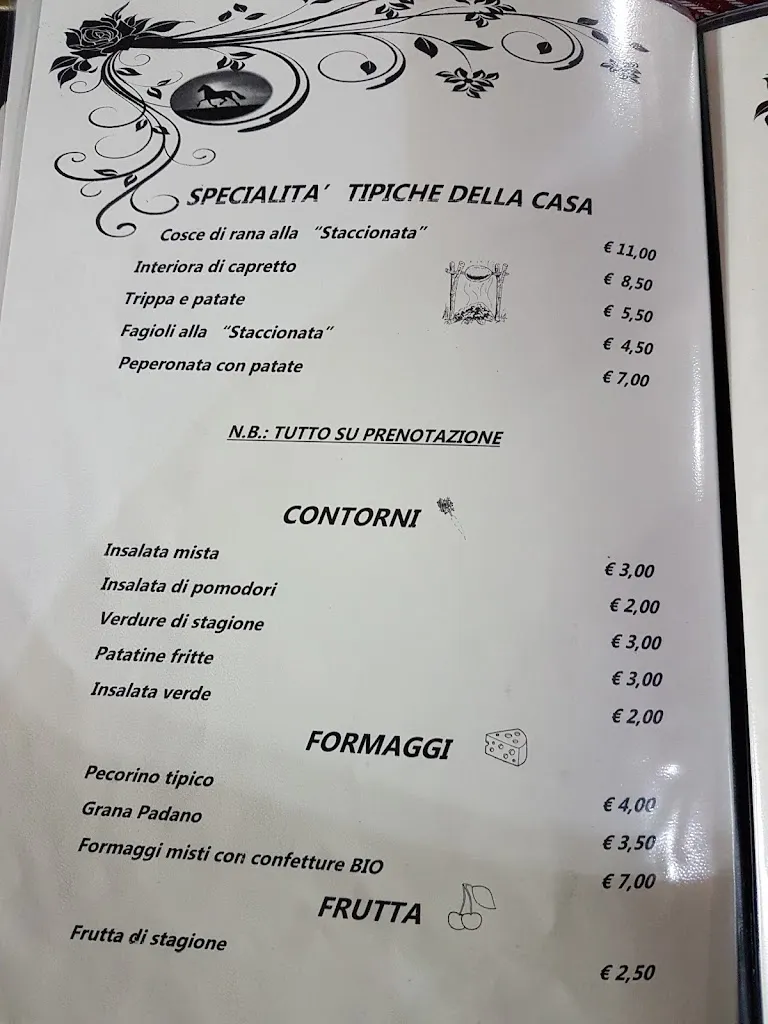 SPECIALITA' TIPICHE DELLA CASA
Cosce di rana alla "Staccionata" € 11,00
Interiora di capretto € 8,50
Trippa e patate € 5,50
Fagioli alla "Staccionata" € 4,50
Peperonata con patate € 7,00
N.B.: TUTTO SU PRENOTAZIONE
CONTORNI
Insalata mista € 3,00
Insalata di pomodori € 2,00
Verdure di stagione € 3,00
Patatine fritte € 3,00
Insalata verde € 2,00
FORMAGGI
Pecorino tipico € 4,00
Grana Padano € 3,50
Formaggi misti con confetture BIO € 7,00
FRUTTA
Frutta di stagione € 2,50